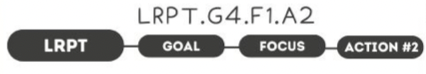 LRPT.G4.F1.A2
LRPT GOAL FOCUS ACTION #2